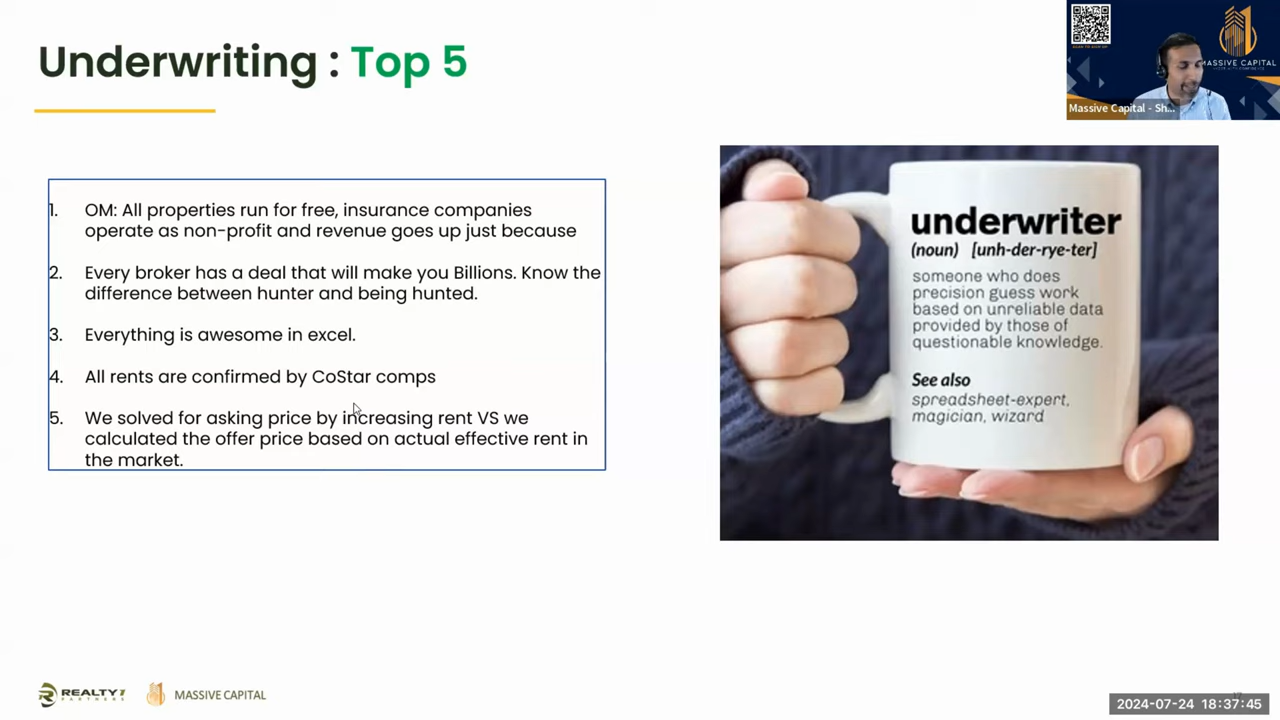 Underwriting : Top 5
MASSIVE CAPITAL
Massive Capital - Sh...
1. OM: All properties run for free, insurance companies
operate as non-profit and revenue goes up just because
2. Every broker has a deal that will make you Billions. Know the
difference between hunter and being hunted.
3. Everything is awesome in excel.
4. All rents are confirmed by CoStar comps
5. We solved for asking price by increasing rent VS we
calculated the offer price based on actual effective rent in
the market.
underwriter
(noun) [unh-der-rye-ter]
someone who does
precision guess work
based on unreliable data
provided by those of
questionable knowledge.
See also
spreadsheet-expert,
magician, wizard
REALTY
PARTNERS
MASSIVE CAPITAL
2024-07-24 18:37:45